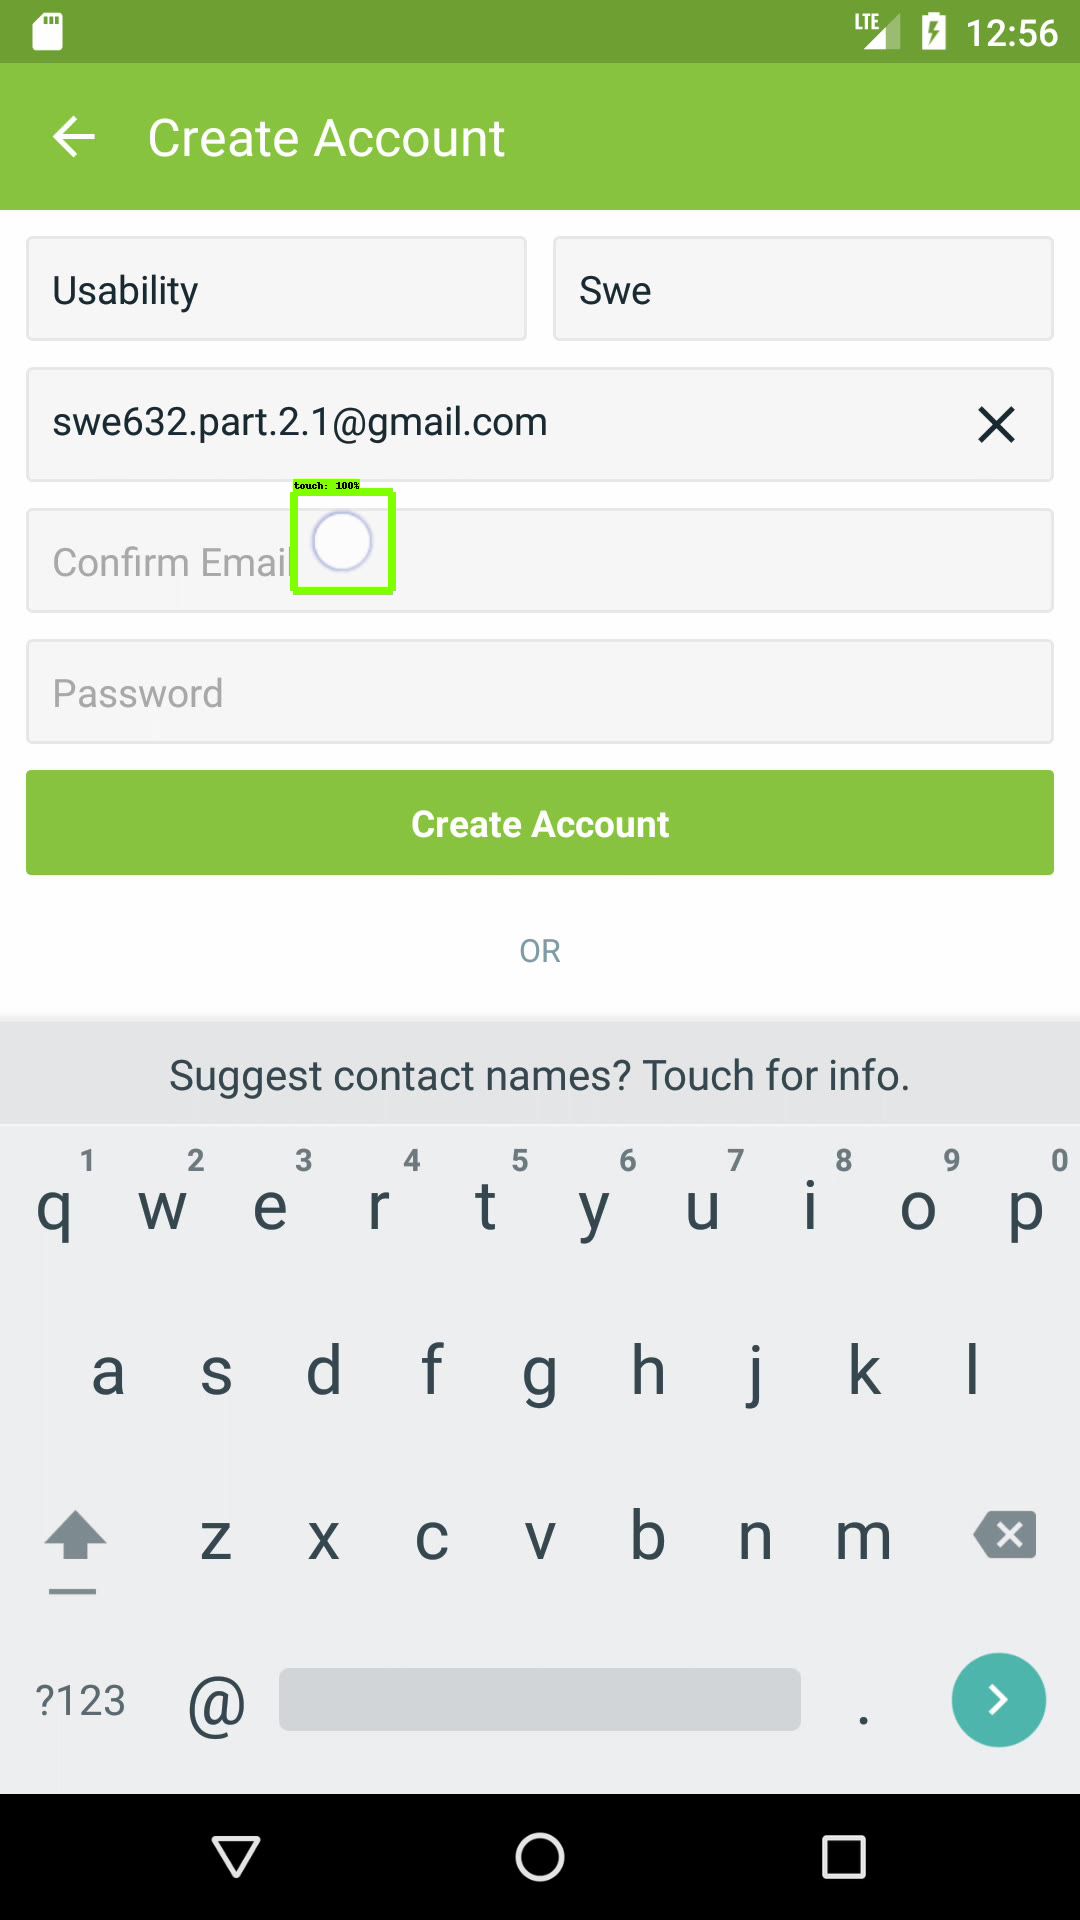 LTE 12:56
Create Account
Usability Swe
swe632.part.2.1@gmail.com
touch: 100%
Confirm Email
Password
Create Account
OR
Suggest contact names? Touch for info.
1 2 3 4 5 6 7 8 9 0
q w e r t y u i o p
a s d f g h j k l
z x c v b n m
?123 @ .